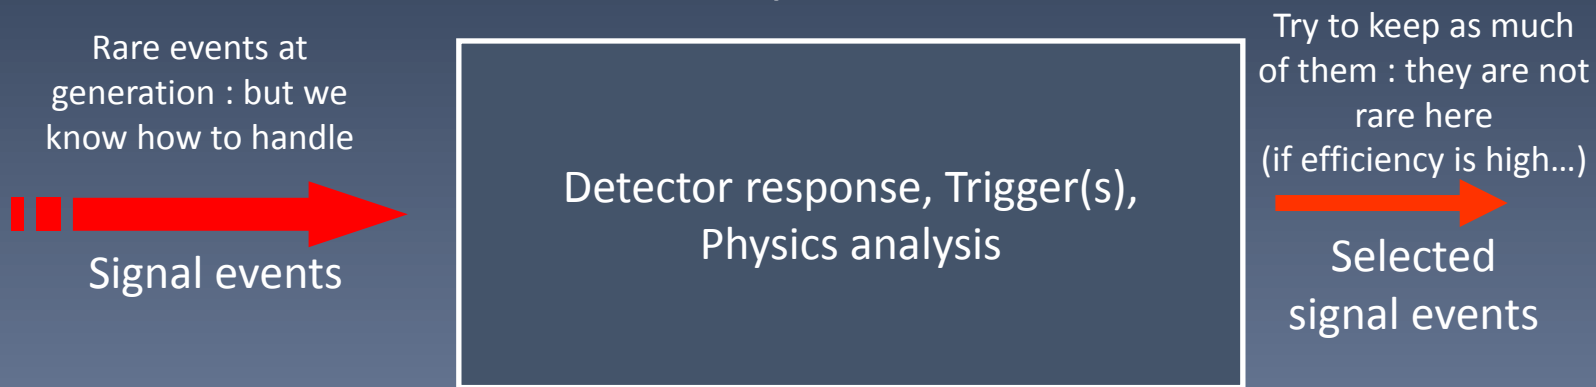 Rare events at
generation : but we
know how to handle
Signal events
Detector response, Trigger(s),
Physics analysis
Try to keep as much
of them : they are not
rare here
(if efficiency is high…)
Selected
signal events